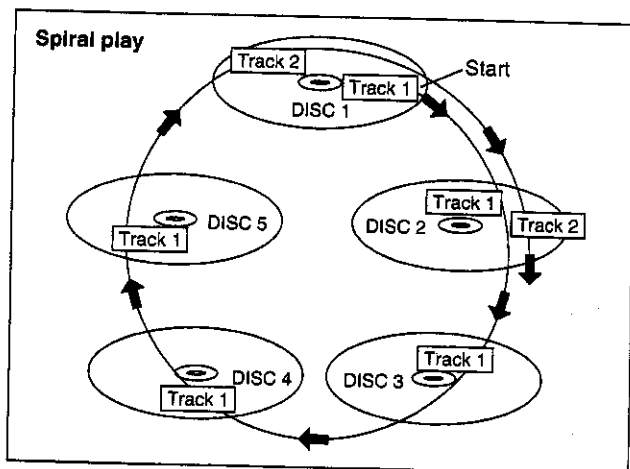 Spiral play
Track 2
Track 1
Start
DISC 1
Track 1
DISC 2
Track 2
Track 1
DISC 5
Track 1
DISC 3
DISC 4
Track 1